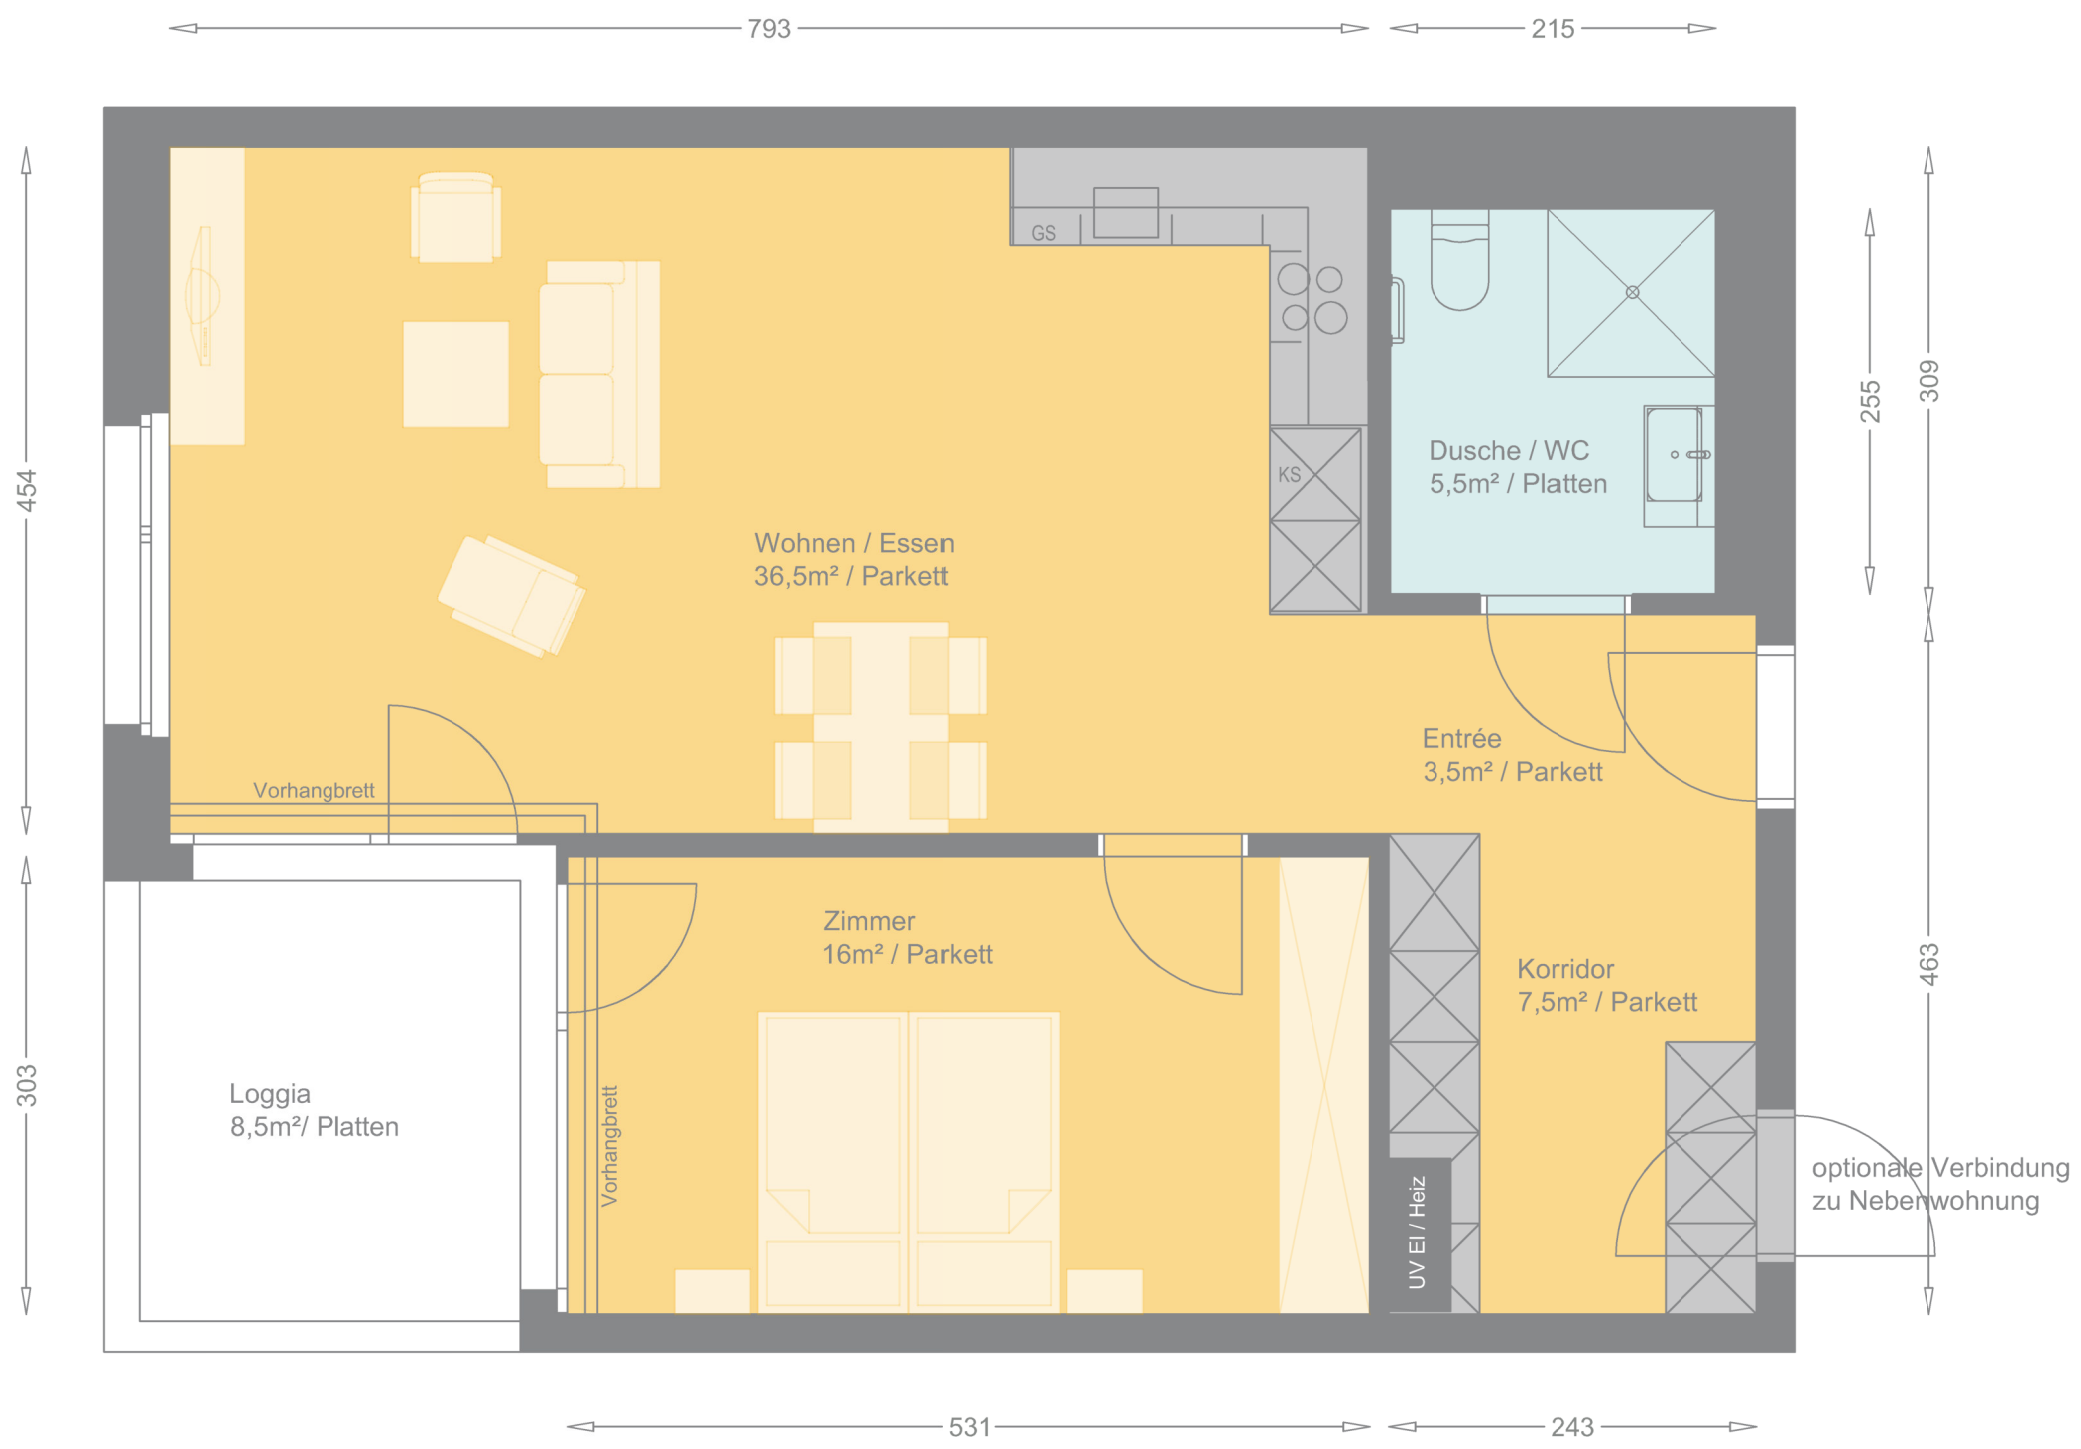 793
215
GS
309
255
454
KS
Dusche / WC
5,5m² / Platten
Wohnen / Essen
36,5m² / Parkett
Entrée
3,5m² / Parkett
Vorhangbrett
Zimmer
16m² / Parkett
Korridor
7,5m² / Parkett
463
303
Loggia
8,5m²/ Platten
Vorhangbrett
UV El / Heiz
optionale Verbindung
zu Nebenwohnung
531
243